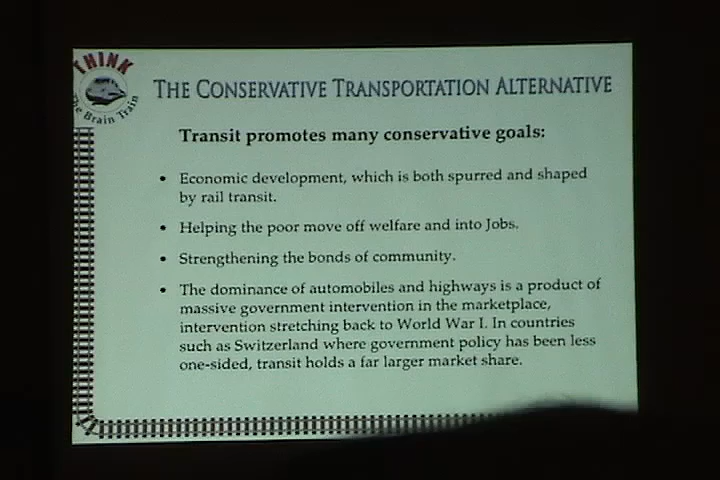 THINK
The Brain Train
THE CONSERVATIVE TRANSPORTATION ALTERNATIVE
Transit promotes many conservative goals:
• Economic development, which is both spurred and shaped
by rail transit.
• Helping the poor move off welfare and into Jobs.
• Strengthening the bonds of community.
• The dominance of automobiles and highways is a product of
massive government intervention in the marketplace,
intervention stretching back to World War I. In countries
such as Switzerland where government policy has been less
one-sided, transit holds a far larger market share.